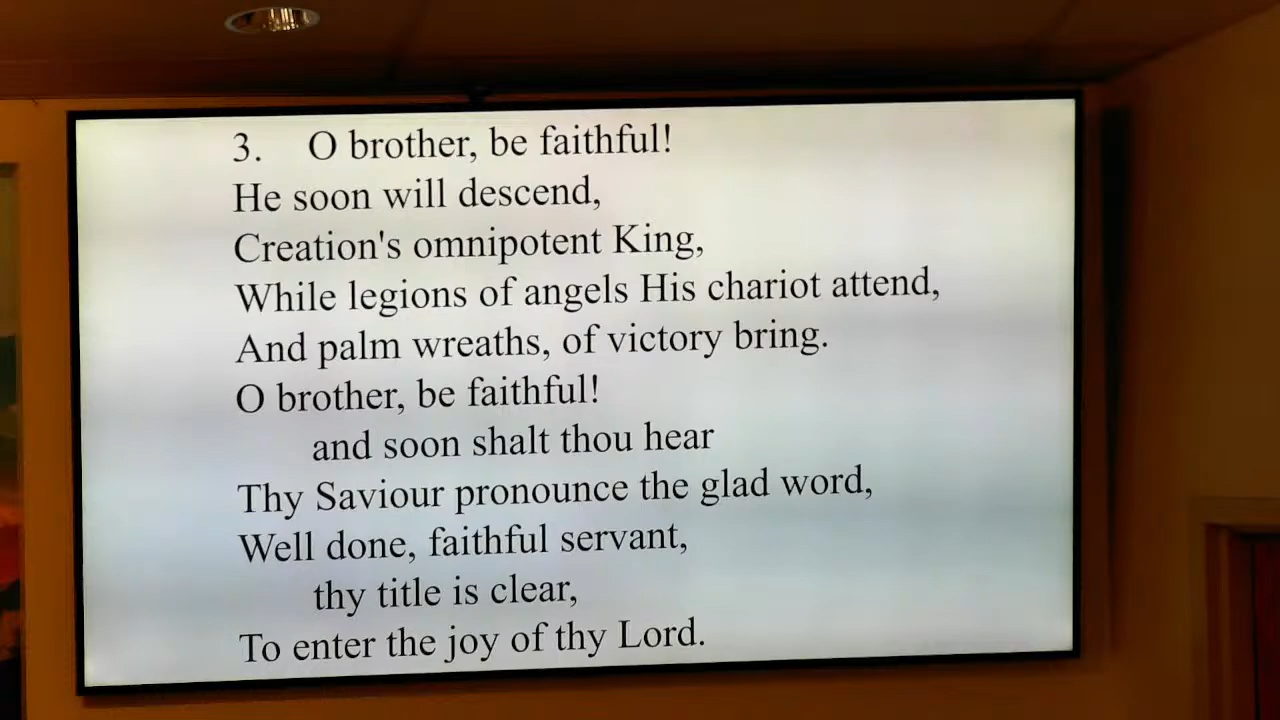 3. O brother, be faithful!
He soon will descend,
Creation's omnipotent King,
While legions of angels His chariot attend,
And palm wreaths, of victory bring.
O brother, be faithful!
and soon shalt thou hear
Thy Saviour pronounce the glad word,
Well done, faithful servant,
thy title is clear,
To enter the joy of thy Lord.